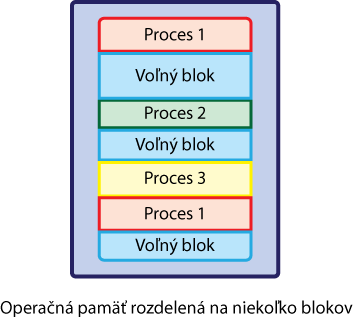 Proces 1
Voľný blok
Proces 2
Voľný blok
Proces 3
Proces 1
Voľný blok
Operačná pamäť rozdelená na niekoľko blokov